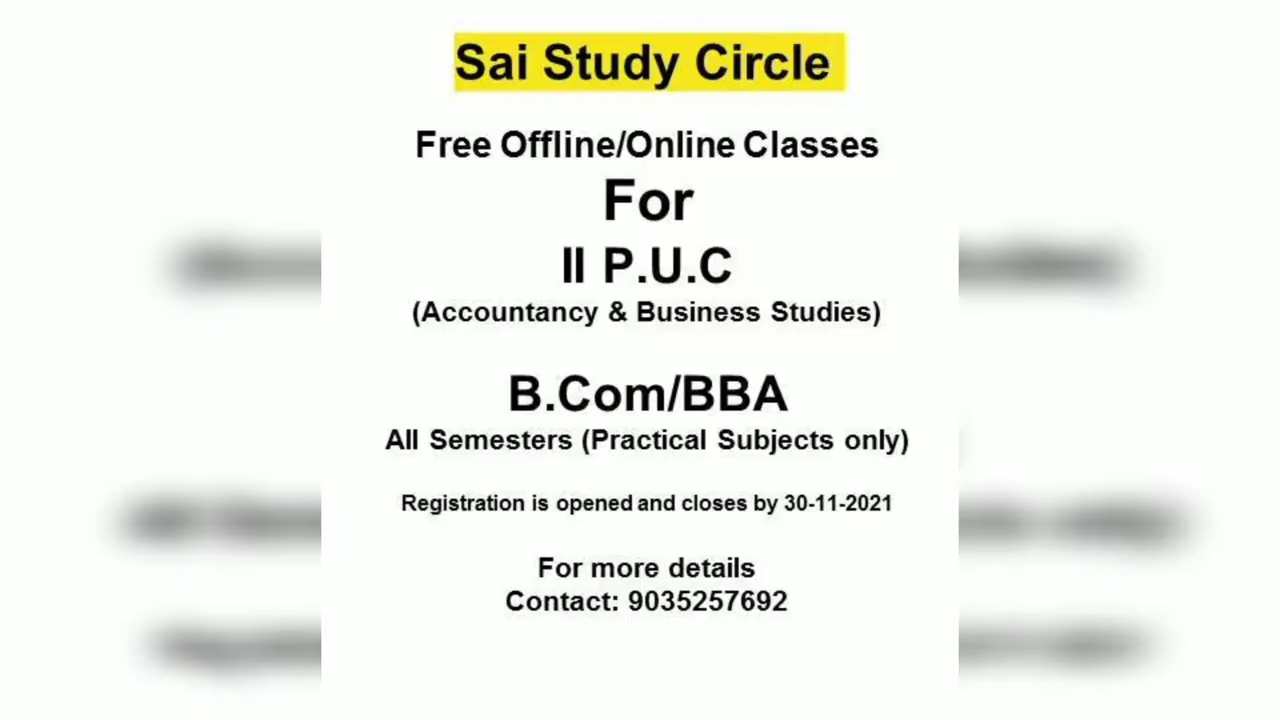 Sai Study Circle
Free Offline/Online Classes
For
II P.U.C
(Accountancy & Business Studies)
B.Com/BBA
All Semesters (Practical Subjects only)
Registration is opened and closes by 30-11-2021
For more details
Contact: 9035257692